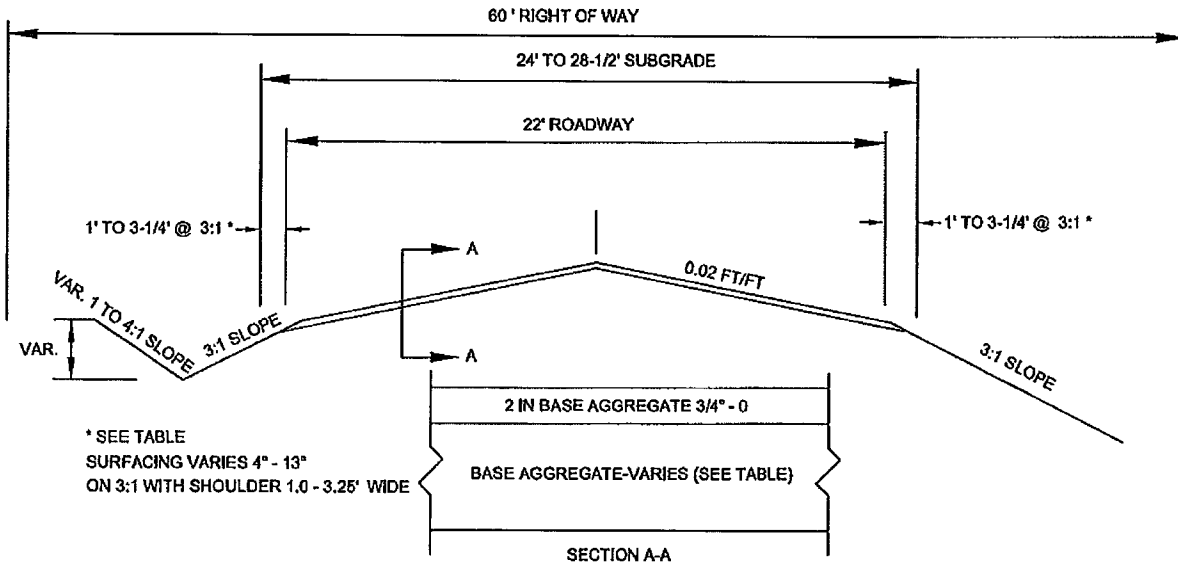 60 ' RIGHT OF WAY
24' TO 28-1/2' SUBGRADE
22' ROADWAY
1' TO 3-1/4' @ 3:1 *
1' TO 3-1/4' @ 3:1 *
A
0.02 FT/FT
VAR. 1 TO 4:1 SLOPE
3:1 SLOPE
VAR.
A
3:1 SLOPE
2 IN BASE AGGREGATE 3/4" - 0
* SEE TABLE
SURFACING VARIES 4" - 13"
ON 3:1 WITH SHOULDER 1.0 - 3.25' WIDE
BASE AGGREGATE-VARIES (SEE TABLE)
SECTION A-A